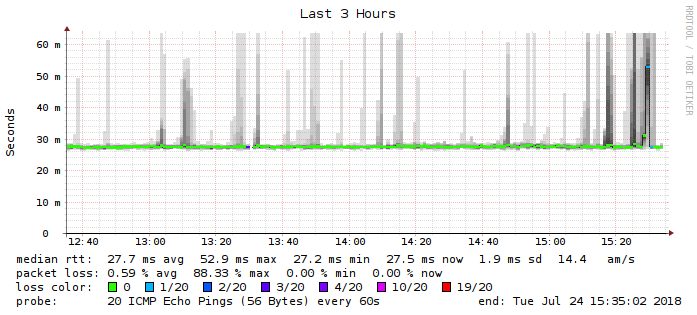 Last 3 Hours
RRDTOOL / TOBI OETIKER
Seconds
60 m
50 m
40 m
30 m
20 m
10 m
0
12:40 13:00 13:20 13:40 14:00 14:20 14:40 15:00 15:20
median rtt: 27.7 ms avg 52.9 ms max 27.2 ms min 27.5 ms now 1.9 ms sd 14.4 am/s
packet loss: 0.59 % avg 88.33 % max 0.00 % min 0.00 % now
loss color: 0 1/20 2/20 3/20 4/20 10/20 19/20
probe: 20 ICMP Echo Pings (56 Bytes) every 60s end: Tue Jul 24 15:35:02 2018